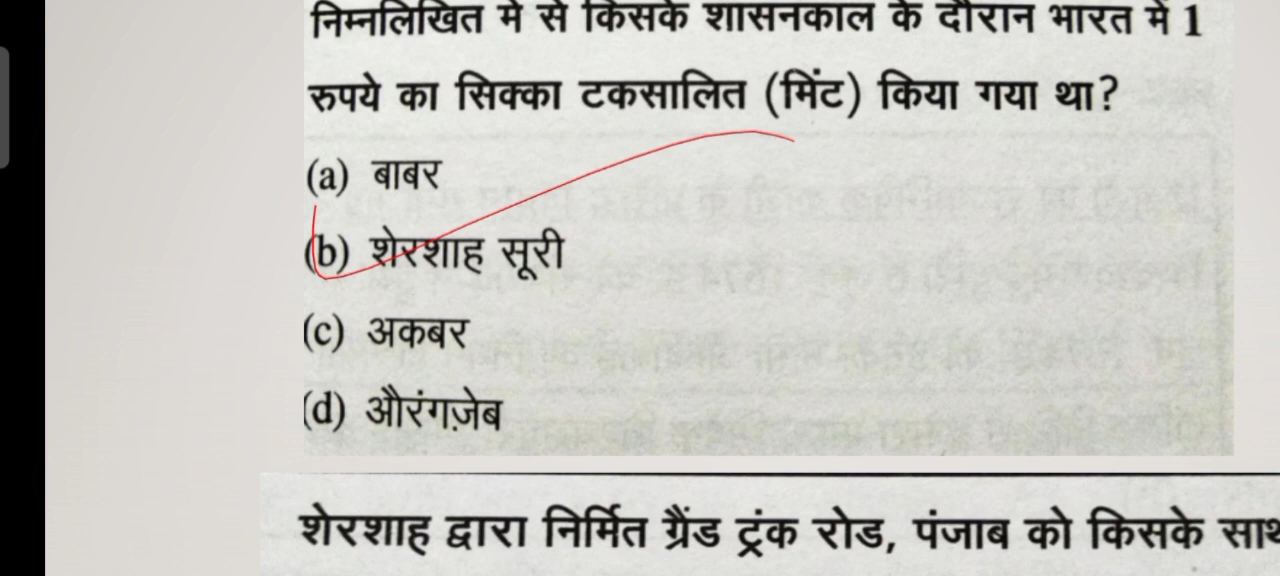 निम्नलिखित में से किसके शासनकाल के दौरान भारत में 1
रुपये का सिक्का टकसालित (मिंट) किया गया था?
(a) बाबर
(b) शेरशाह सूरी
(c) अकबर
(d) औरंगज़ेब
शेरशाह द्वारा निर्मित ग्रैंड ट्रंक रोड, पंजाब को किसके